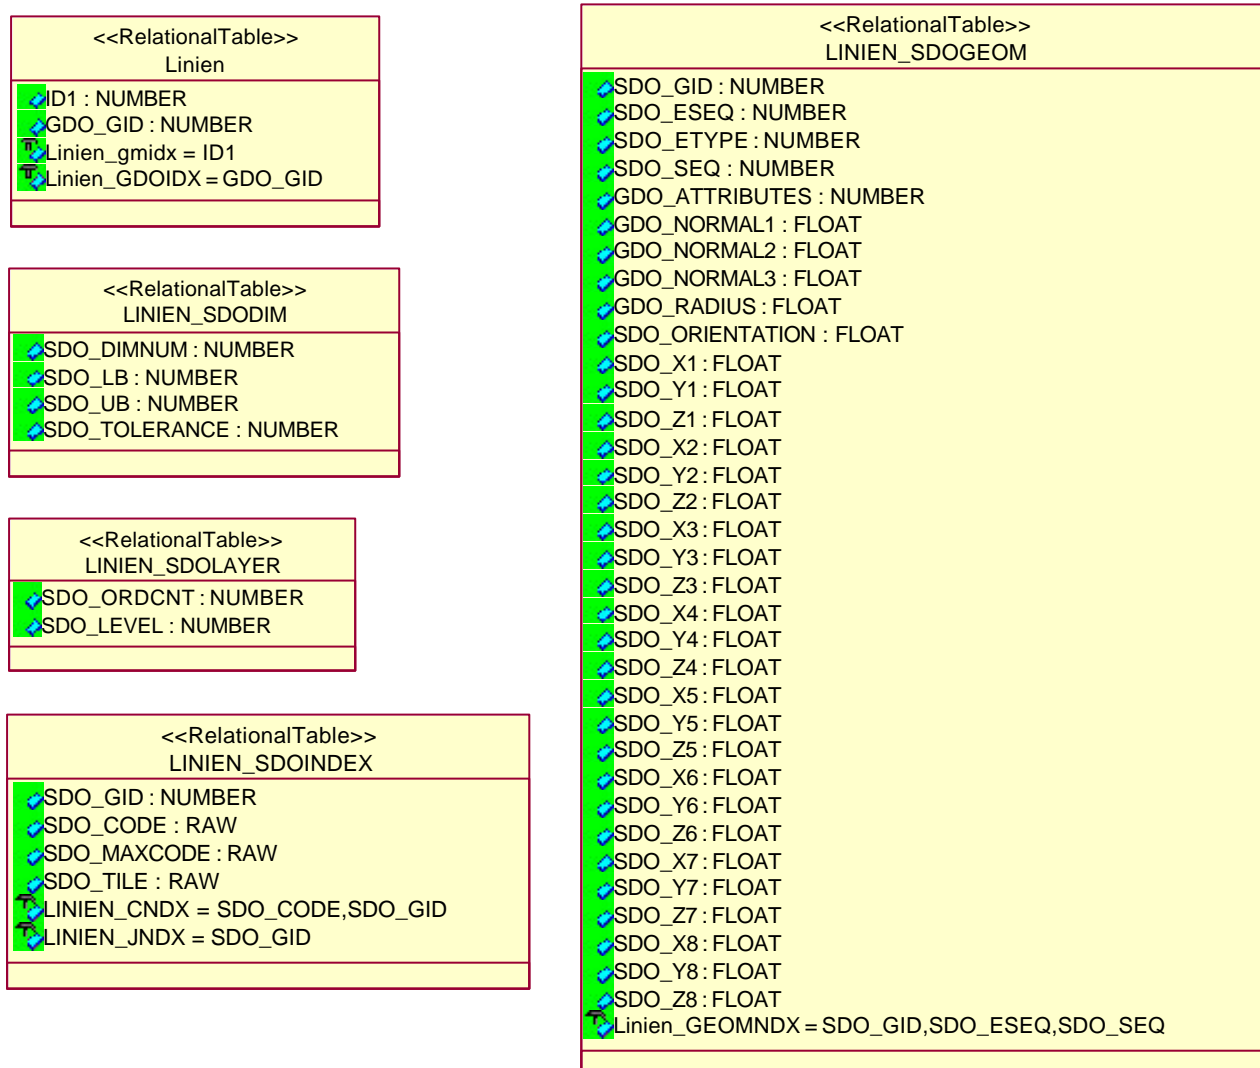 <<RelationalTable>>
Linien
ID1 : NUMBER
GDO_GID : NUMBER
Linien_gmidx = ID1
Linien_GDOIDX = GDO_GID
<<RelationalTable>>
LINIEN_SDODIM
SDO_DIMNUM : NUMBER
SDO_LB : NUMBER
SDO_UB : NUMBER
SDO_TOLERANCE : NUMBER
<<RelationalTable>>
LINIEN_SDOLAYER
SDO_ORDCNT : NUMBER
SDO_LEVEL : NUMBER
<<RelationalTable>>
LINIEN_SDOINDEX
SDO_GID : NUMBER
SDO_CODE : RAW
SDO_MAXCODE : RAW
SDO_TILE : RAW
LINIEN_CNDX = SDO_CODE,SDO_GID
LINIEN_JNDX = SDO_GID
<<RelationalTable>>
LINIEN_SDOGEOM
SDO_GID : NUMBER
SDO_ESEQ : NUMBER
SDO_ETYPE : NUMBER
SDO_SEQ : NUMBER
GDO_ATTRIBUTES : NUMBER
GDO_NORMAL1 : FLOAT
GDO_NORMAL2 : FLOAT
GDO_NORMAL3 : FLOAT
GDO_RADIUS : FLOAT
SDO_ORIENTATION : FLOAT
SDO_X1 : FLOAT
SDO_Y1 : FLOAT
SDO_Z1 : FLOAT
SDO_X2 : FLOAT
SDO_Y2 : FLOAT
SDO_Z2 : FLOAT
SDO_X3 : FLOAT
SDO_Y3 : FLOAT
SDO_Z3 : FLOAT
SDO_X4 : FLOAT
SDO_Y4 : FLOAT
SDO_Z4 : FLOAT
SDO_X5 : FLOAT
SDO_Y5 : FLOAT
SDO_Z5 : FLOAT
SDO_X6 : FLOAT
SDO_Y6 : FLOAT
SDO_Z6 : FLOAT
SDO_X7 : FLOAT
SDO_Y7 : FLOAT
SDO_Z7 : FLOAT
SDO_X8 : FLOAT
SDO_Y8 : FLOAT
SDO_Z8 : FLOAT
Linien_GEOMNDX = SDO_GID,SDO_ESEQ,SDO_SEQ